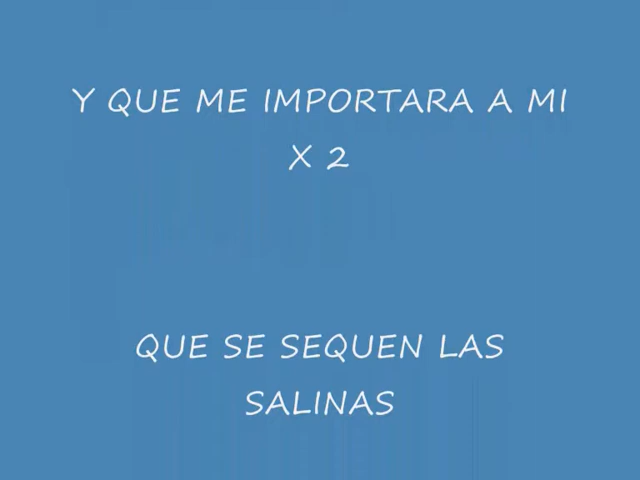 Y QUE ME IMPORTARA A MI
X 2
QUE SE SEQUEN LAS
SALINAS